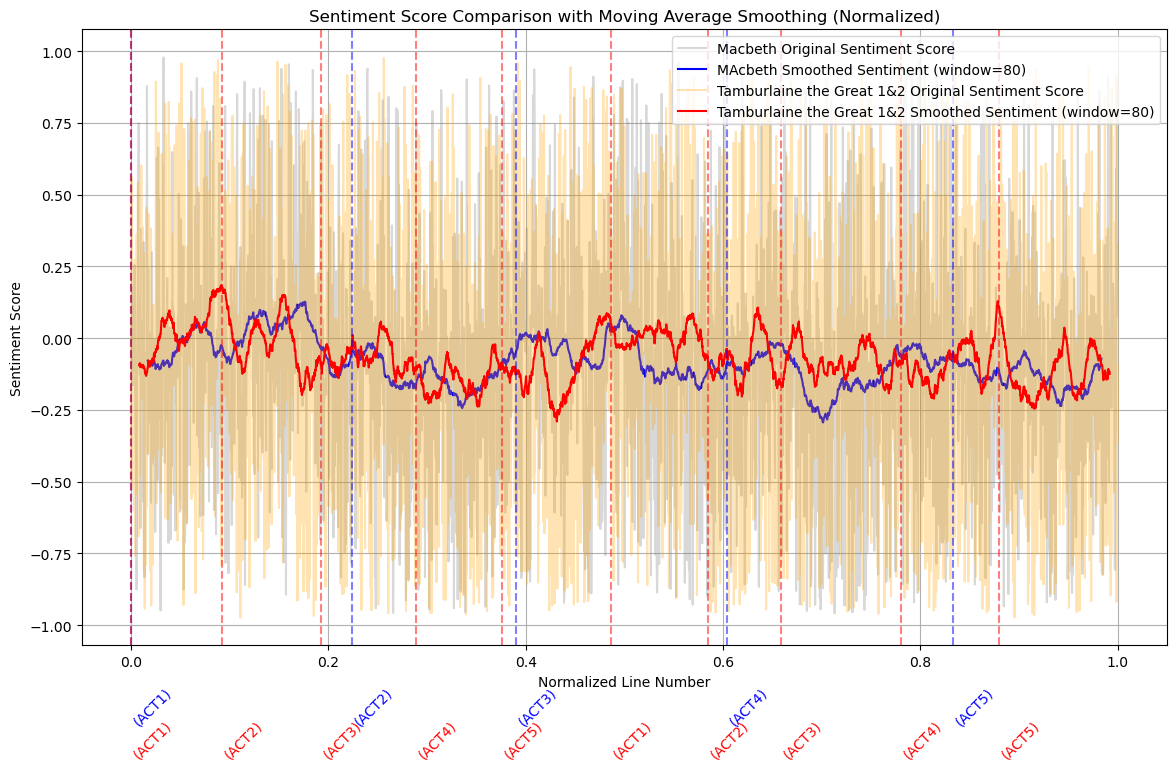 Sentiment Score Comparison with Moving Average Smoothing (Normalized)
Macbeth Original Sentiment Score
MAcbeth Smoothed Sentiment (window=80)
Tamburlaine the Great 1&2 Original Sentiment Score
Tamburlaine the Great 1&2 Smoothed Sentiment (window=80)
Sentiment Score
1.00
0.75
0.50
0.25
0.00
−0.25
−0.50
−0.75
−1.00
0.0 0.2 0.4 0.6 0.8 1.0
Normalized Line Number
(ACT1) (ACT2) (ACT3) (ACT4) (ACT5)
(ACT1) (ACT2) (ACT3) (ACT4) (ACT5) (ACT1) (ACT2) (ACT3) (ACT4) (ACT5)